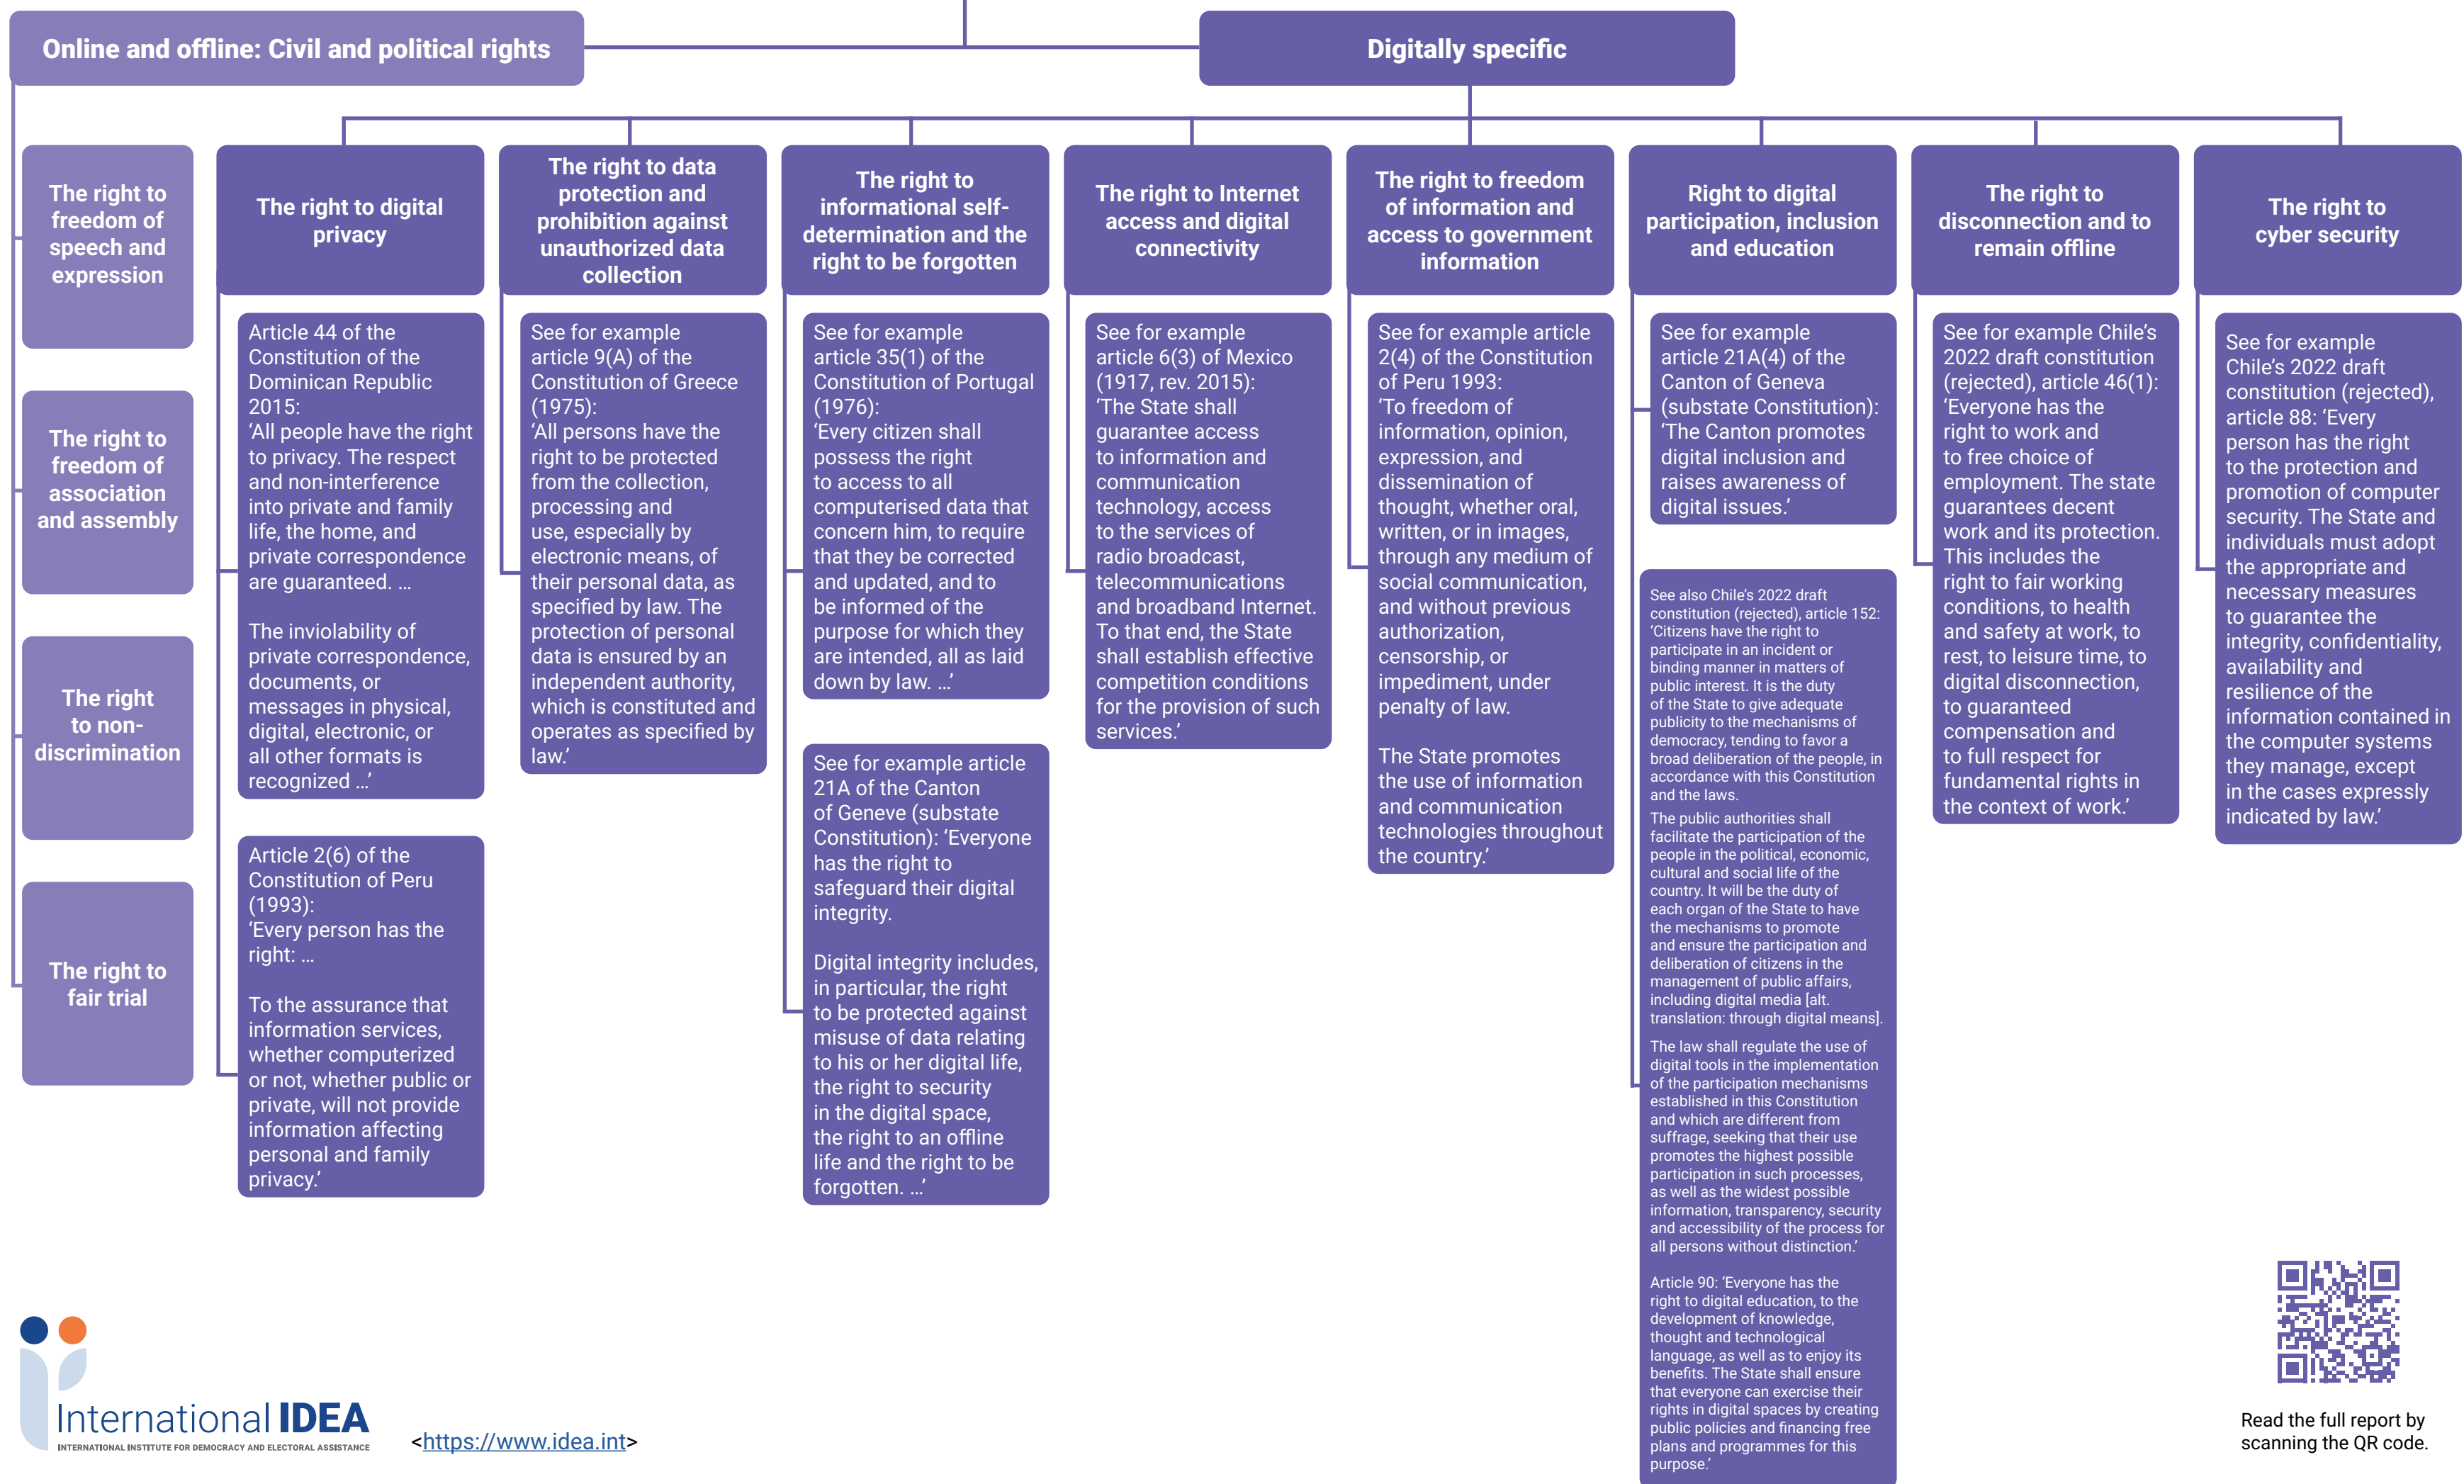 Online and offline: Civil and political rights
Digitally specific
The right to
freedom of
speech and
expression
The right to
freedom of
association
and assembly
The right
to non-
discrimination
The right to
fair trial
The right to digital
privacy
Article 44 of the
Constitution of the
Dominican Republic
2015:
‘All people have the right
to privacy. The respect
and non-interference
into private and family
life, the home, and
private correspondence
are guaranteed. …
The inviolability of
private correspondence,
documents, or
messages in physical,
digital, electronic, or
all other formats is
recognized …’
Article 2(6) of the
Constitution of Peru
(1993):
‘Every person has the
right: …
To the assurance that
information services,
whether computerized
or not, whether public or
private, will not provide
information affecting
personal and family
privacy.’
The right to data
protection and
prohibition against
unauthorized data
collection
See for example
article 9(A) of the
Constitution of Greece
(1975):
‘All persons have the
right to be protected
from the collection,
processing and
use, especially by
electronic means, of
their personal data, as
specified by law. The
protection of personal
data is ensured by an
independent authority,
which is constituted and
operates as specified by
law.’
The right to
informational self-
determination and the
right to be forgotten
See for example
article 35(1) of the
Constitution of Portugal
(1976):
‘Every citizen shall
possess the right
to access to all
computerised data that
concern him, to require
that they be corrected
and updated, and to
be informed of the
purpose for which they
are intended, all as laid
down by law. …’
See for example article
21A of the Canton
of Geneve (substate
Constitution): ‘Everyone
has the right to
safeguard their digital
integrity.
Digital integrity includes,
in particular, the right
to be protected against
misuse of data relating
to his or her digital life,
the right to security
in the digital space,
the right to an offline
life and the right to be
forgotten. …’
The right to Internet
access and digital
connectivity
See for example
article 6(3) of Mexico
(1917, rev. 2015):
‘The State shall
guarantee access
to information and
communication
technology, access
to the services of
radio broadcast,
telecommunications
and broadband Internet.
To that end, the State
shall establish effective
competition conditions
for the provision of such
services.’
The right to freedom
of information and
access to government
information
See for example article
2(4) of the Constitution
of Peru 1993:
‘To freedom of
information, opinion,
expression, and
dissemination of
thought, whether oral,
written, or in images,
through any medium of
social communication,
and without previous
authorization,
censorship, or
impediment, under
penalty of law.
The State promotes
the use of information
and communication
technologies throughout
the country.’
Right to digital
participation, inclusion
and education
See for example
article 21A(4) of the
Canton of Geneva
(substate Constitution):
‘The Canton promotes
digital inclusion and
raises awareness of
digital issues.’
See also Chile’s 2022 draft
constitution (rejected), article 152:
‘Citizens have the right to
participate in an incident or
binding manner in matters of
public interest. It is the duty
of the State to give adequate
publicity to the mechanisms of
democracy, tending to favor a
broad deliberation of the people, in
accordance with this Constitution
and the laws.
The public authorities shall
facilitate the participation of the
people in the political, economic,
cultural and social life of the
country. It will be the duty of
each organ of the State to have
the mechanisms to promote
and ensure the participation and
deliberation of citizens in the
management of public affairs,
including digital media [alt.
translation: through digital means].
The law shall regulate the use of
digital tools in the implementation
of the participation mechanisms
established in this Constitution
and which are different from
suffrage, seeking that their use
promotes the highest possible
participation in such processes,
as well as the widest possible
information, transparency, security
and accessibility of the process for
all persons without distinction.’
Article 90: ‘Everyone has the
right to digital education, to the
development of knowledge,
thought and technological
language, as well as to enjoy its
benefits. The State shall ensure
that everyone can exercise their
rights in digital spaces by creating
public policies and financing free
plans and programmes for this
purpose.’
The right to
disconnection and to
remain offline
See for example Chile’s
2022 draft constitution
(rejected), article 46(1):
‘Everyone has the
right to work and
to free choice of
employment. The state
guarantees decent
work and its protection.
This includes the
right to fair working
conditions, to health
and safety at work, to
rest, to leisure time, to
digital disconnection,
to guaranteed
compensation and
to full respect for
fundamental rights in
the context of work.’
The right to
cyber security
See for example
Chile’s 2022 draft
constitution (rejected),
article 88: ‘Every
person has the right
to the protection and
promotion of computer
security. The State and
individuals must adopt
the appropriate and
necessary measures
to guarantee the
integrity, confidentiality,
availability and
resilience of the
information contained in
the computer systems
they manage, except
in the cases expressly
indicated by law.’
International IDEA
INTERNATIONAL INSTITUTE FOR DEMOCRACY AND ELECTORAL ASSISTANCE
<https://www.idea.int>
Read the full report by
scanning the QR code.